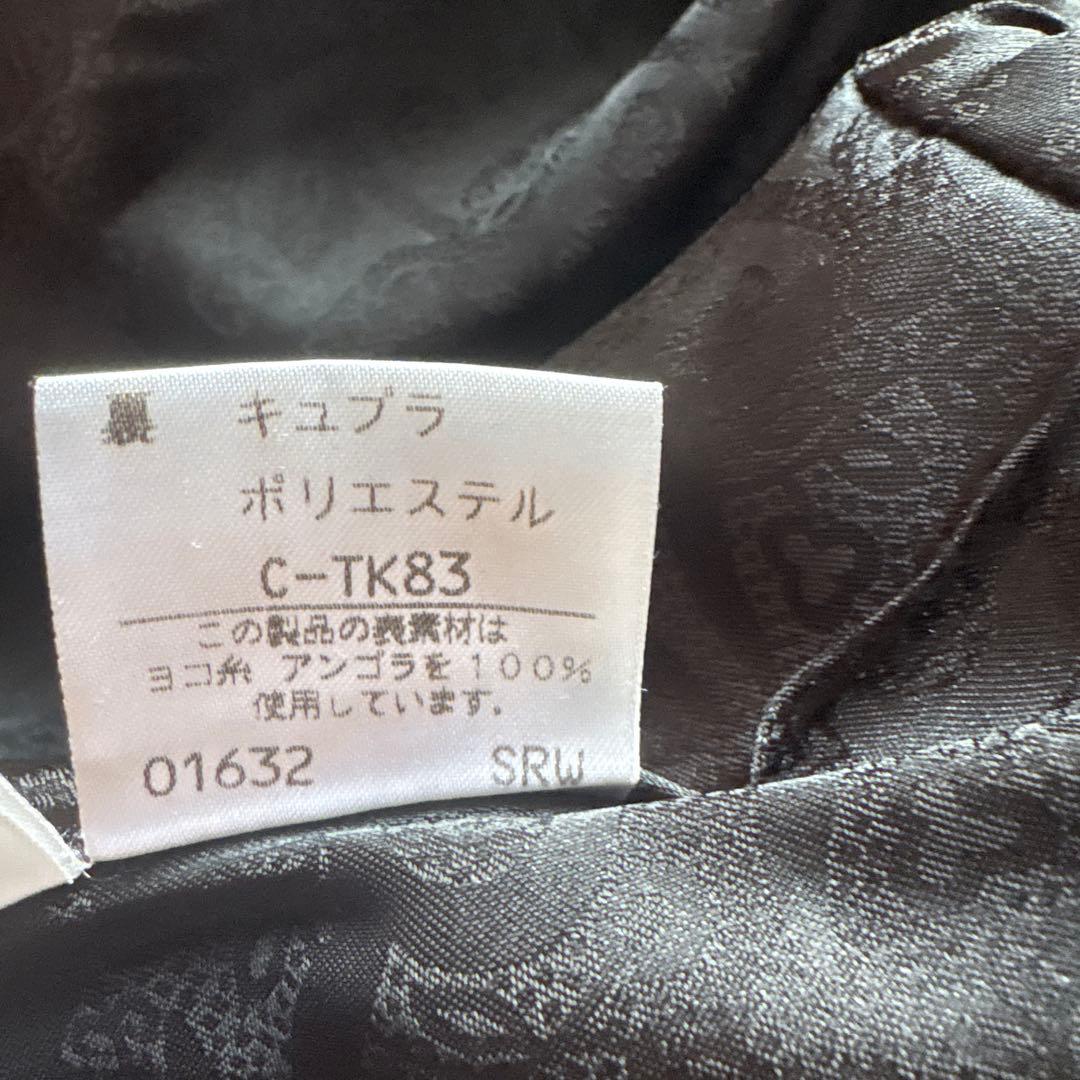 裏 キュプラ
ポリエステル
C-TK83
この製品の表素材は
ヨコ糸 アンゴラを100%
使用しています.
01632 SRW